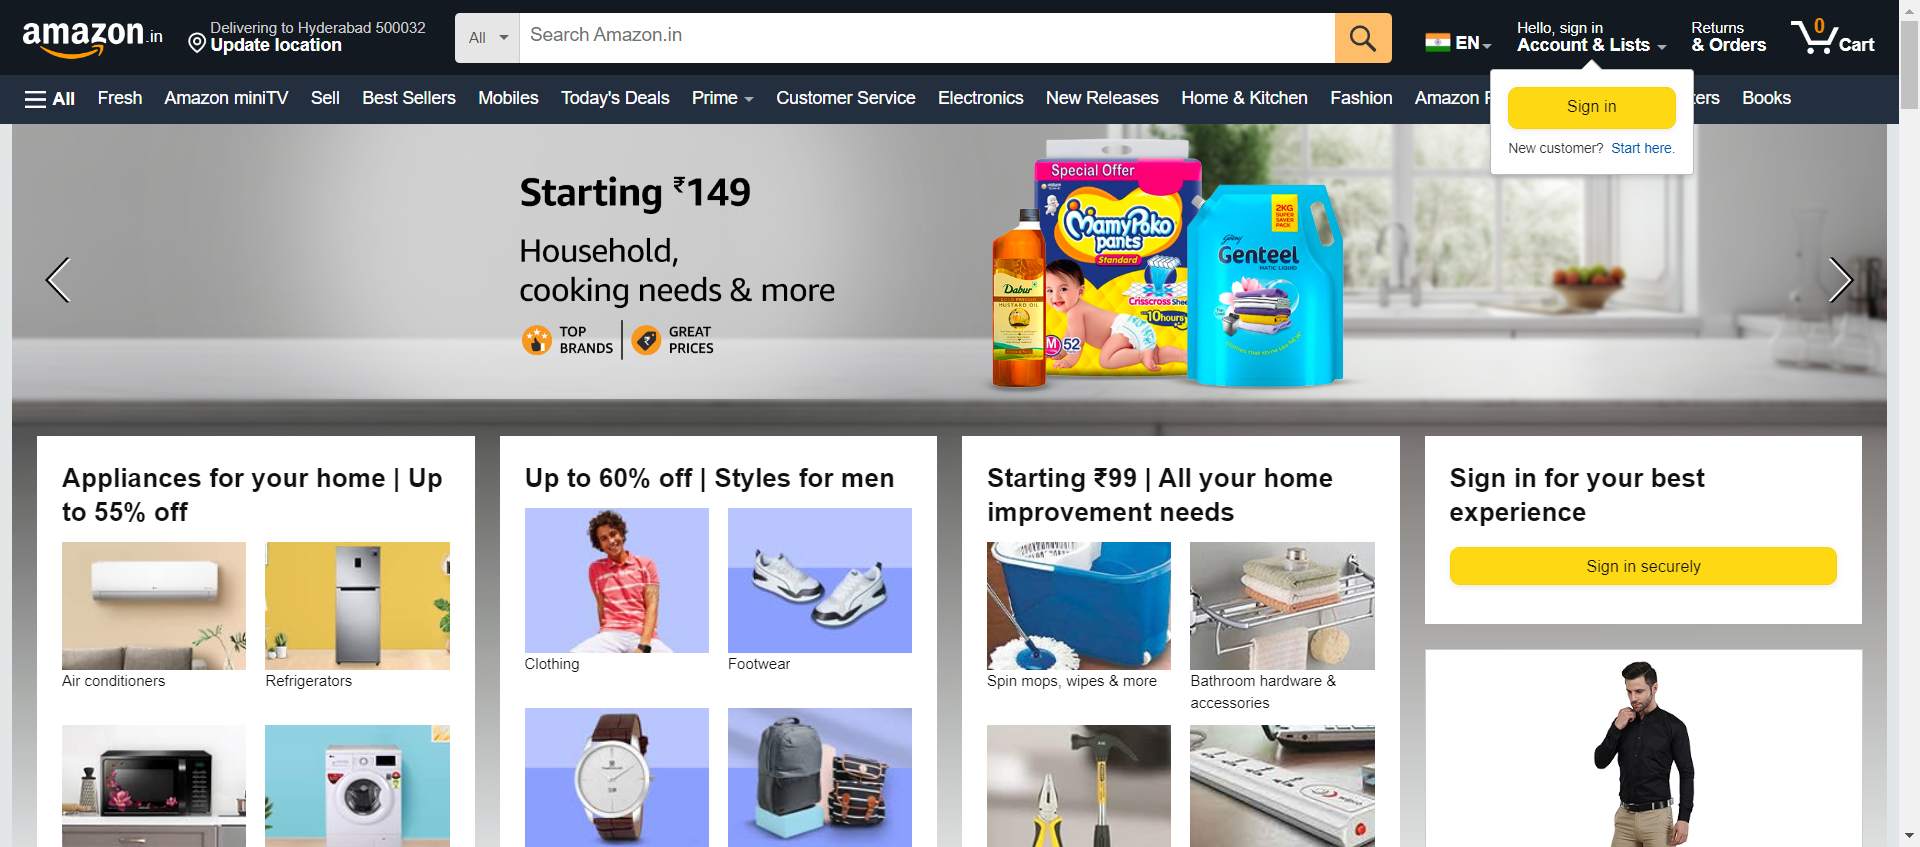 amazon.in
Delivering to Hyderabad 500032
Update location
All
Search Amazon.in
EN
Hello, sign in
Account & Lists
Returns
& Orders
0
Cart
All
Fresh
Amazon miniTV
Sell
Best Sellers
Mobiles
Today's Deals
Prime
Customer Service
Electronics
New Releases
Home & Kitchen
Fashion
Amazon
ters
Books
Sign in
New customer? Start here.
Starting ₹149
Household,
cooking needs & more
TOP
BRANDS
GREAT
PRICES
Special Offer
MamyPoko
pants
Standard
Crisscross Shee
10hours
M 52
Dabur
MUSTARD OIL
2KG
SUPER
SAVER
PACK
Godrej
Genteel
MATIC LIQUID
Appliances for your home | Up
to 55% off
Air conditioners
Refrigerators
Up to 60% off | Styles for men
Clothing
Footwear
Starting ₹99 | All your home
improvement needs
Spin mops, wipes & more
Bathroom hardware &
accessories
Sign in for your best
experience
Sign in securely